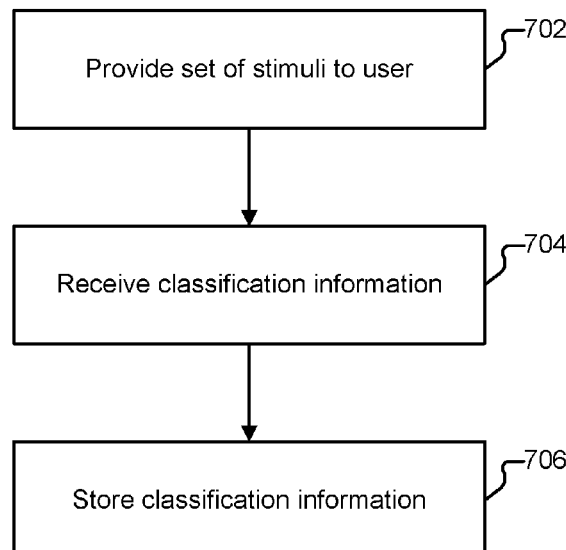 702
Provide set of stimuli to user
704
Receive classification information
706
Store classification information